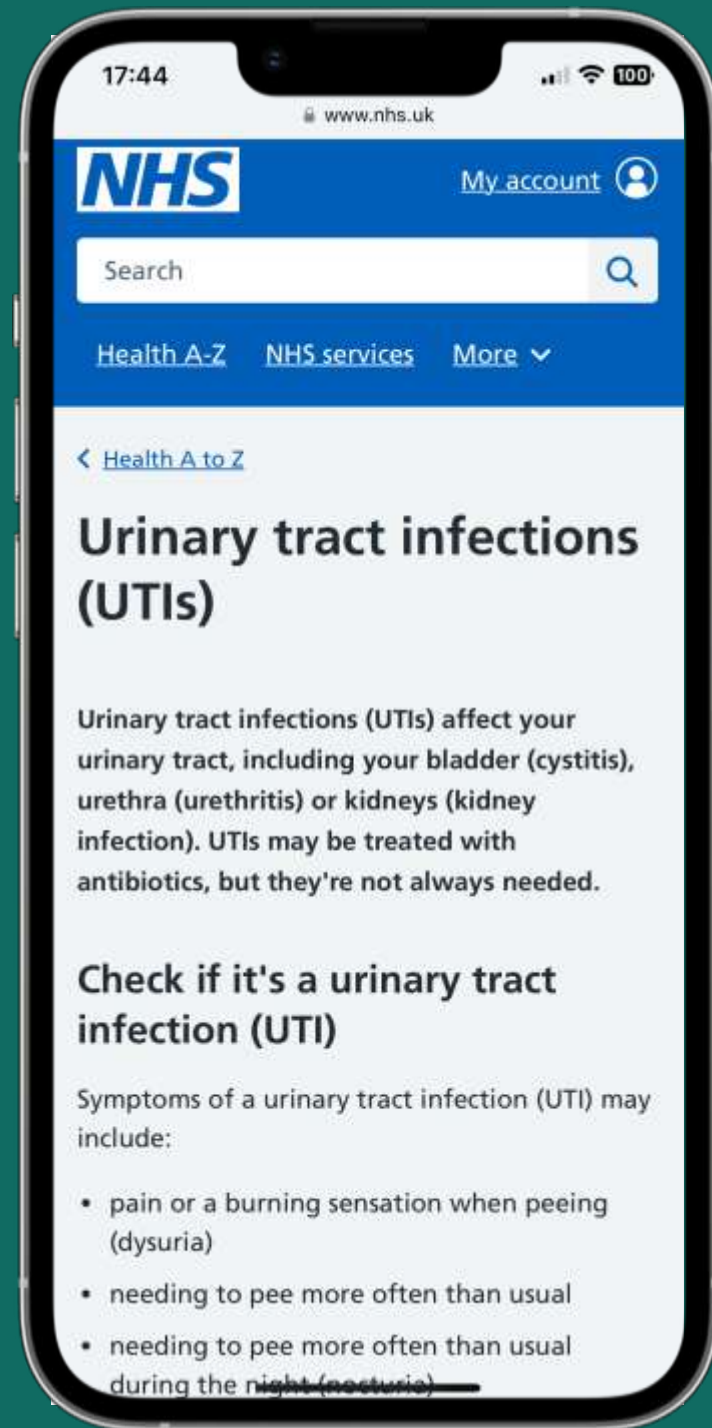 17:44
100
www.nhs.uk
NHS
My account
Search
Health A-Z NHS services More
Health A to Z
Urinary tract infections
(UTIs)
Urinary tract infections (UTIs) affect your
urinary tract, including your bladder (cystitis),
urethra (urethritis) or kidneys (kidney
infection). UTIs may be treated with
antibiotics, but they're not always needed.
Check if it's a urinary tract
infection (UTI)
Symptoms of a urinary tract infection (UTI) may
include:
• pain or a burning sensation when peeing
(dysuria)
• needing to pee more often than usual
• needing to pee more often than usual
during the night (nocturia)